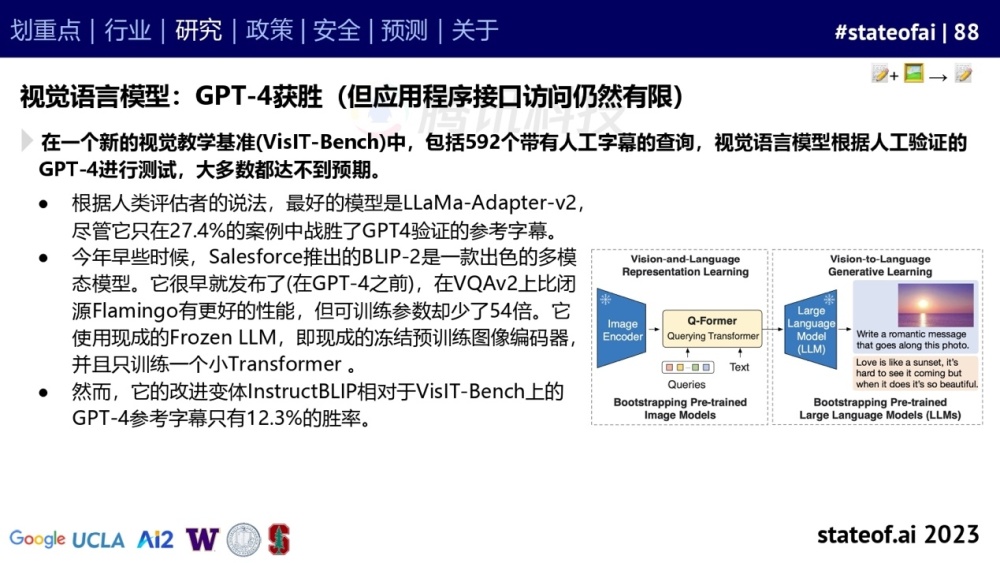 划重点 | 行业 | 研究 | 政策 | 安全 | 预测 | 关于
#stateofai | 88
视觉语言模型：GPT-4获胜（但应用程序接口访问仍然有限）
腾讯科技
在一个新的视觉教学基准(VisIT-Bench)中，包括592个带有人工字幕的查询，视觉语言模型根据人工验证的
GPT-4进行测试，大多数都达不到预期。
● 根据人类评估者的说法，最好的模型是LLaMa-Adapter-v2，
尽管它只在27.4%的案例中战胜了GPT4验证的参考字幕。
● 今年早些时候，Salesforce推出的BLIP-2是一款出色的多模
态模型。它很早就发布了(在GPT-4之前)，在VQAv2上比闭
源Flamingo有更好的性能，但可训练参数却少了54倍。它
使用现成的Frozen LLM，即现成的冻结预训练图像编码器，
并且只训练一个小Transformer 。
● 然而，它的改进变体InstructBLIP相对于VisIT-Bench上的
GPT-4参考字幕只有12.3%的胜率。
Vision-and-Language
Representation Learning
Image
Encoder
Q-Former
Querying Transformer
Queries
Text
Bootstrapping Pre-trained
Image Models
Vision-to-Language
Generative Learning
Large
Language
Model
(LLM)
Write a romantic message
that goes along this photo.
Love is like a sunset, it's
hard to see it coming but
when it does it's so beautiful.
Bootstrapping Pre-trained
Large Language Models (LLMs)
Google UCLA Ai2 W S
stateof.ai 2023